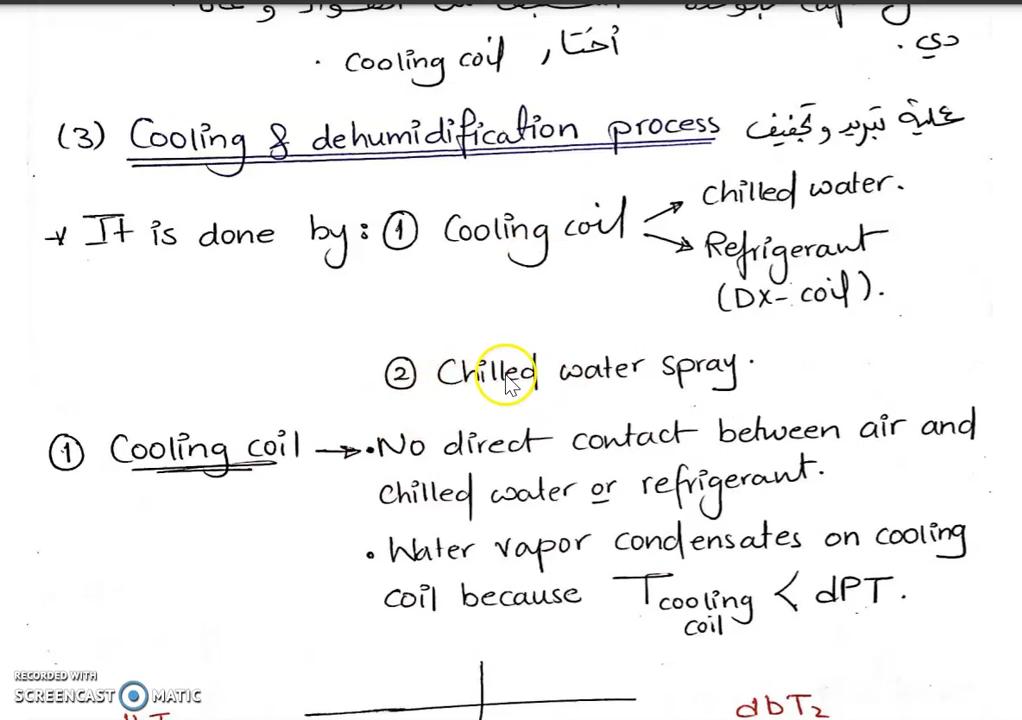 cooling coil , أختار
دي .
(3) Cooling & dehumidification process عملية تبريد وتجفيف
It is done by: ① Cooling coil → Chilled water.
→ Refrigerant
(DX- coil).
② Chilled water spray.
① Cooling coil → • No direct contact between air and
chilled water or refrigerant.
• Water vapor condensates on cooling
coil because T cooling coil < dPT.
RECORDED WITH
SCREENCAST MATIC
dbT₂